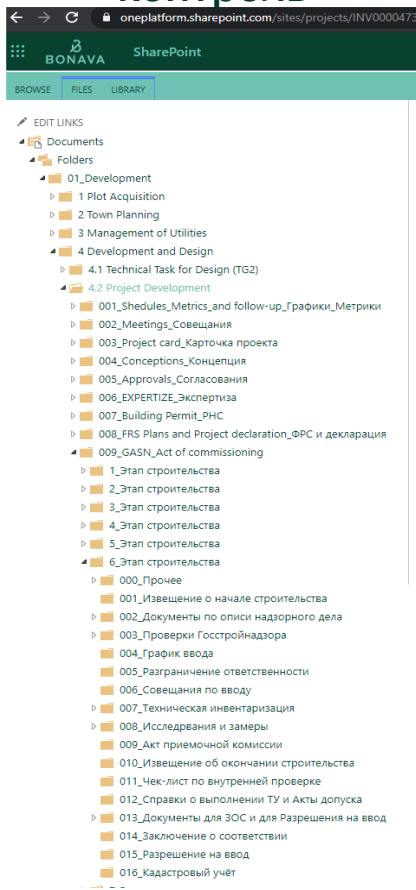 oneplatform.sharepoint.com/sites/projects/INV0000473
BONAVA SharePoint
BROWSE FILES LIBRARY
EDIT LINKS
Documents
Folders
01_Development
1 Plot Acquisition
2 Town Planning
3 Management of Utilities
4 Development and Design
4.1 Technical Task for Design (TG2)
4.2 Project Development
001_Shedules_Metrics_and follow-up_Графики_Метрики
002_Meetings_Совещания
003_Project card_Карточка проекта
004_Conceptions_Концепция
005_Approvals_Согласования
006_EXPERTIZE_Экспертиза
007_Building Permit_РНС
008_FRS Plans and Project declaration_ФРС и декларация
009_GASN_Act of commissioning
1_Этап строительства
2_Этап строительства
3_Этап строительства
4_Этап строительства
5_Этап строительства
6_Этап строительства
000_Прочее
001_Извещение о начале строительства
002_Документы по описи надзорного дела
003_Проверки Госстройнадзора
004_График ввода
005_Разграничение ответственности
006_Совещания по вводу
007_Техническая инвентаризация
008_Исследрвания и замеры
009_Акт приемочной комиссии
010_Извещение об окончании строительства
011_Чек-лист по внутренней проверке
012_Справки о выполнении ТУ и Акты допуска
013_Документы для ЗОС и для Разрешения на ввод
014_Заключение о соответствии
015_Разрешение на ввод
016_Кадастровый учёт